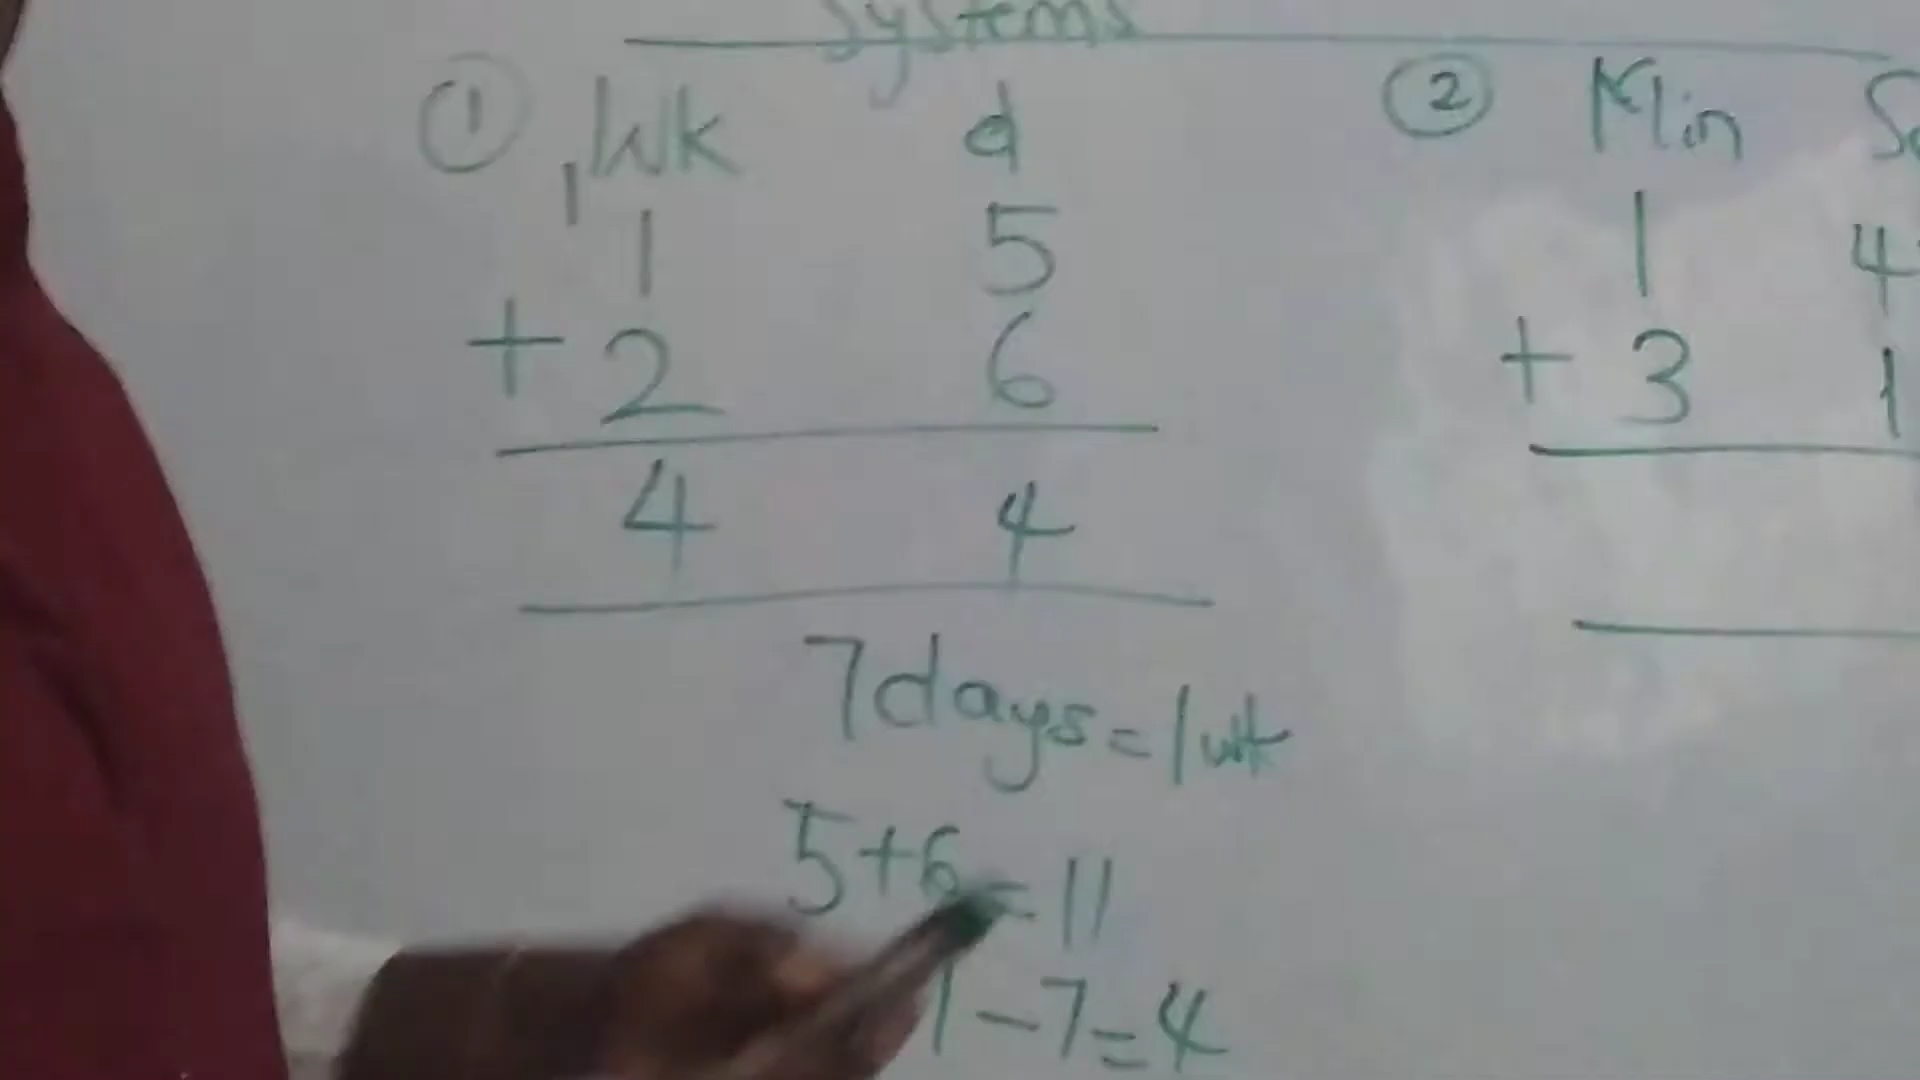 systems
① Wk d
1
1 5
+ 2 6
4 4
7days = 1wk
5+6=11
1-7=4
② Min
1 4
+ 3 1